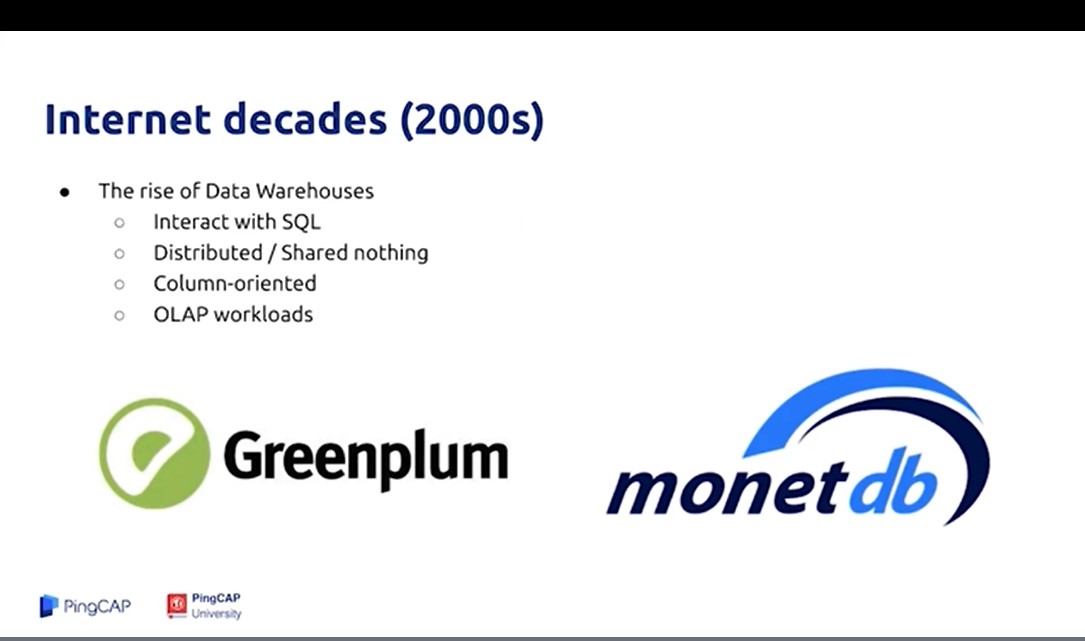 Internet decades (2000s)
● The rise of Data Warehouses
○ Interact with SQL
○ Distributed / Shared nothing
○ Column-oriented
○ OLAP workloads
Greenplum
monetdb
PingCAP
PingCAP
University